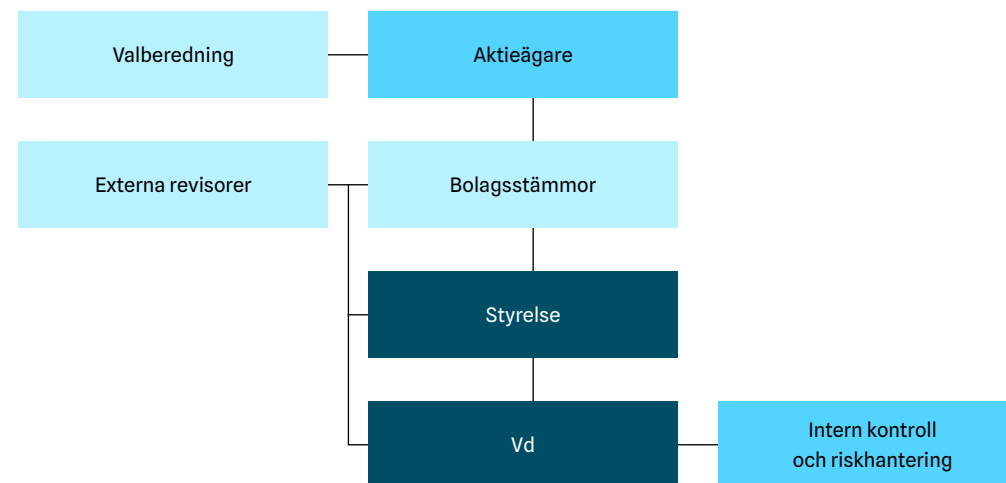 Valberedning
Aktieägare
Externa revisorer
Bolagsstämmor
Styrelse
Vd
Intern kontroll
och riskhantering